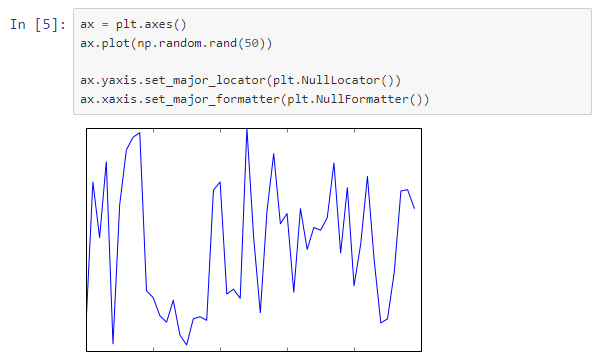 In [5]: ax = plt.axes()
ax.plot(np.random.rand(50))
ax.yaxis.set_major_locator(plt.NullLocator())
ax.xaxis.set_major_formatter(plt.NullFormatter())